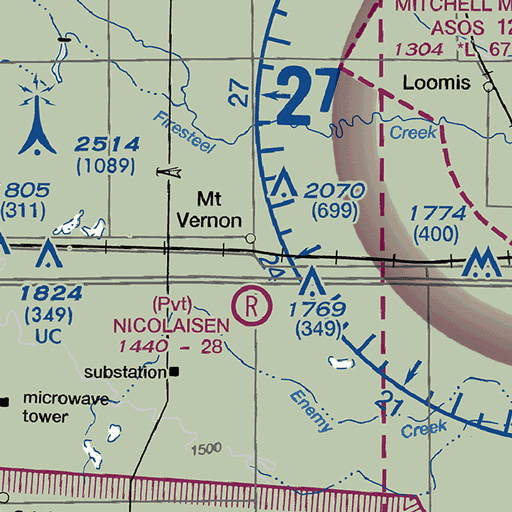 MITCHELL M
ASOS 12
1304 *L 67
Loomis
27
27
Firesteel
Creek
2514
(1089)
805
(311)
Mt
Vernon
2070
(699)
1774
(400)
24
1824
(349)
UC
(Pvt)
NICOLAISEN
1440 - 28
R
1769
(349)
substation
microwave
tower
21
Enemy
Creek
1500